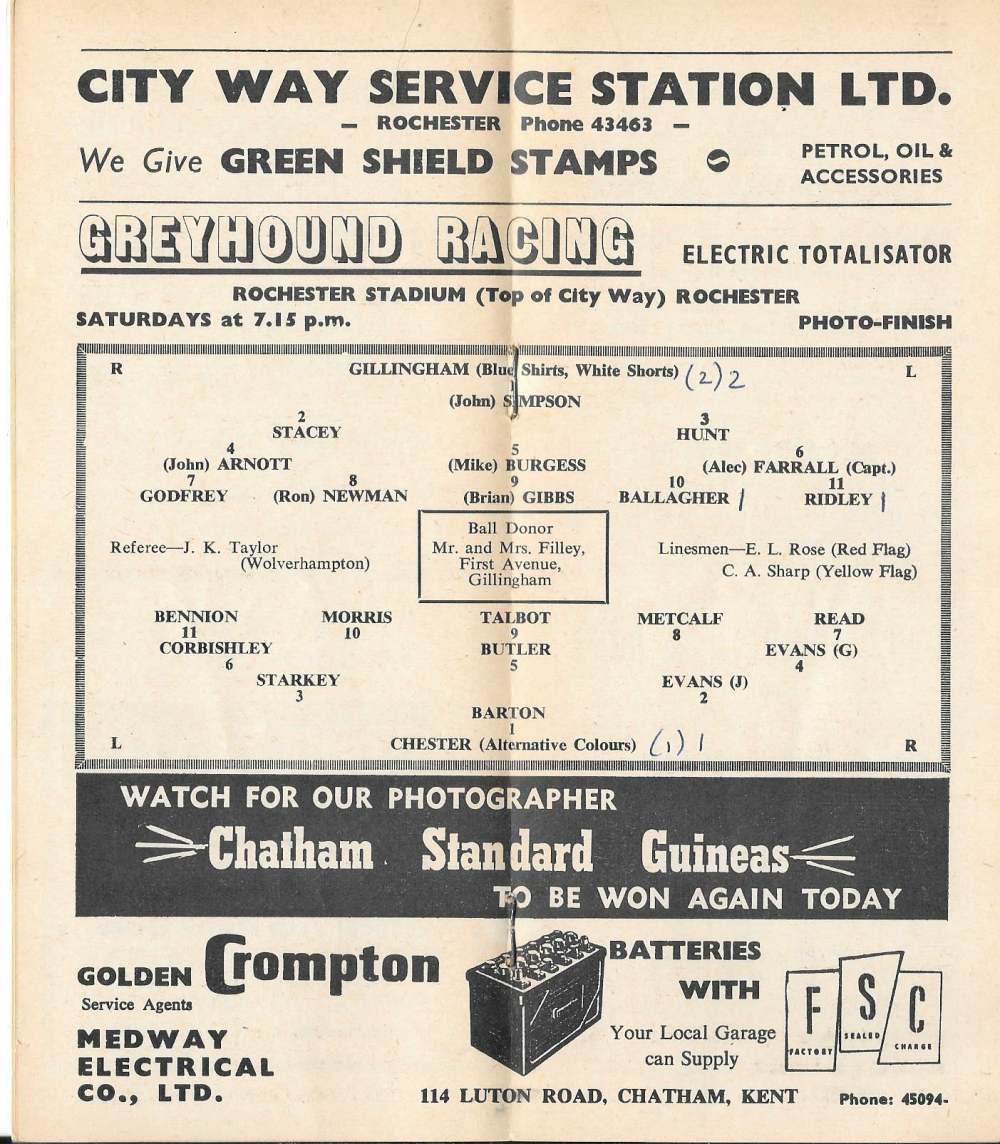 CITY WAY SERVICE STATION LTD.
– ROCHESTER Phone 43463 –
We Give GREEN SHIELD STAMPS PETROL, OIL &
ACCESSORIES
GREYHOUND RACING ELECTRIC TOTALISATOR
ROCHESTER STADIUM (Top of City Way) ROCHESTER
SATURDAYS at 7.15 p.m. PHOTO-FINISH
R GILLINGHAM (Blue Shirts, White Shorts) (2) 2 L
1
(John) SIMPSON
2 3
STACEY HUNT
4 5 6
(John) ARNOTT (Mike) BURGESS (Alec) FARRALL (Capt.)
7 8 9 10 11
GODFREY (Ron) NEWMAN (Brian) GIBBS BALLAGHER / RIDLEY |
Ball Donor
Mr. and Mrs. Filley,
First Avenue,
Gillingham
Referee—J. K. Taylor
(Wolverhampton)
Linesmen—E. L. Rose (Red Flag)
C. A. Sharp (Yellow Flag)
BENNION MORRIS TALBOT METCALF READ
11 10 9 8 7
CORBISHLEY BUTLER EVANS (G)
6 5 4
STARKEY EVANS (J)
3 2
BARTON
1
L CHESTER (Alternative Colours) (1) 1 R
WATCH FOR OUR PHOTOGRAPHER
Chatham Standard Guineas
TO BE WON AGAIN TODAY
GOLDEN Crompton
Service Agents
MEDWAY
ELECTRICAL
CO., LTD.
BATTERIES
WITH
Your Local Garage
can Supply
F S C
FACTORY SEALED CHARGE
114 LUTON ROAD, CHATHAM, KENT Phone: 45094-